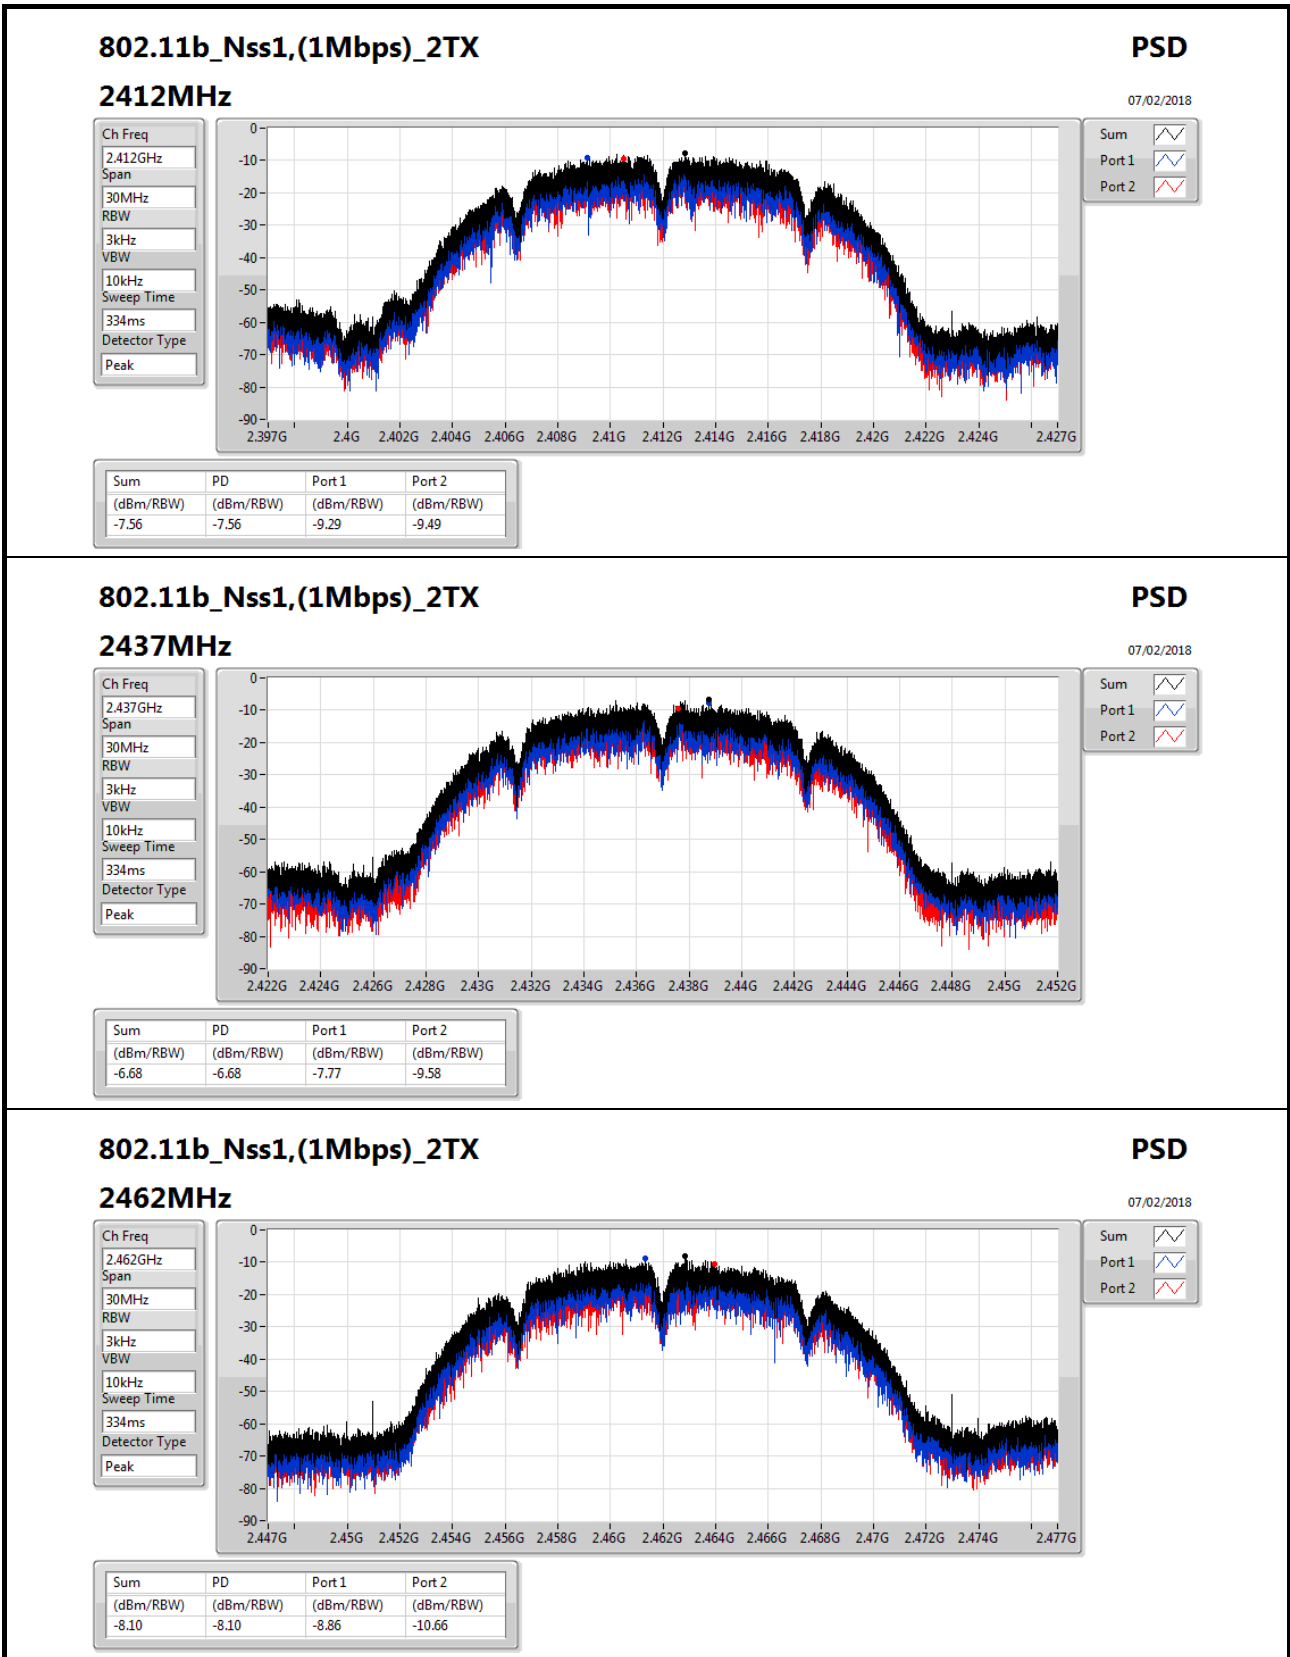 802.11b_Nss1,(1Mbps)_2TX PSD
2412MHz 07/02/2018
Ch Freq
2.412GHz
Span
30MHz
RBW
3kHz
VBW
10kHz
Sweep Time
334ms
Detector Type
Peak
0
-10
-20
-30
-40
-50
-60
-70
-80
-90
2.397G 2.4G 2.402G 2.404G 2.406G 2.408G 2.41G 2.412G 2.414G 2.416G 2.418G 2.42G 2.422G 2.424G 2.427G
Sum
Port 1
Port 2
Sum PD Port 1 Port 2
(dBm/RBW) (dBm/RBW) (dBm/RBW) (dBm/RBW)
-7.56 -7.56 -9.29 -9.49
802.11b_Nss1,(1Mbps)_2TX PSD
2437MHz 07/02/2018
Ch Freq
2.437GHz
Span
30MHz
RBW
3kHz
VBW
10kHz
Sweep Time
334ms
Detector Type
Peak
0
-10
-20
-30
-40
-50
-60
-70
-80
-90
2.422G 2.424G 2.426G 2.428G 2.43G 2.432G 2.434G 2.436G 2.438G 2.44G 2.442G 2.444G 2.446G 2.448G 2.45G 2.452G
Sum
Port 1
Port 2
Sum PD Port 1 Port 2
(dBm/RBW) (dBm/RBW) (dBm/RBW) (dBm/RBW)
-6.68 -6.68 -7.77 -9.58
802.11b_Nss1,(1Mbps)_2TX PSD
2462MHz 07/02/2018
Ch Freq
2.462GHz
Span
30MHz
RBW
3kHz
VBW
10kHz
Sweep Time
334ms
Detector Type
Peak
0
-10
-20
-30
-40
-50
-60
-70
-80
-90
2.447G 2.45G 2.452G 2.454G 2.456G 2.458G 2.46G 2.462G 2.464G 2.466G 2.468G 2.47G 2.472G 2.474G 2.477G
Sum
Port 1
Port 2
Sum PD Port 1 Port 2
(dBm/RBW) (dBm/RBW) (dBm/RBW) (dBm/RBW)
-8.10 -8.10 -8.86 -10.66